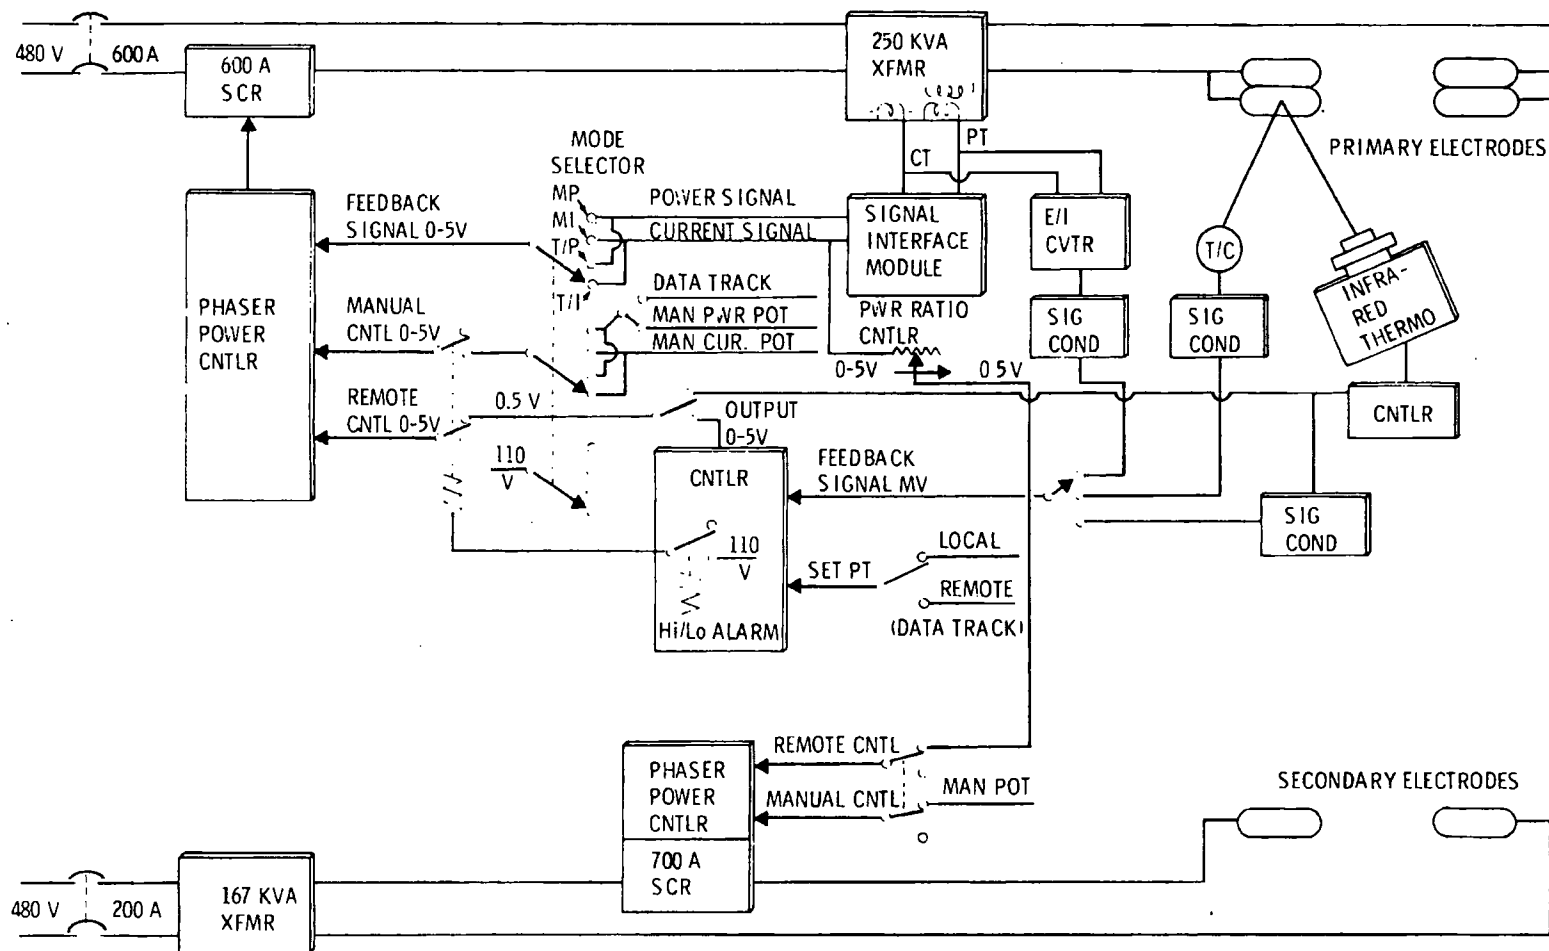 480 V
600 A
600 A
SCR
250 KVA
XFMR
PT
CT
PRIMARY ELECTRODES
MODE
SELECTOR
MP
MI
T/P
T/I
POWER SIGNAL
CURRENT SIGNAL
SIGNAL
INTERFACE
MODULE
E/I
CVTR
T/C
INFRA-
RED
THERMO
FEEDBACK
SIGNAL 0-5V
PHASER
POWER
CNTLR
MANUAL
CNTL 0-5V
REMOTE
CNTL 0-5V
DATA TRACK
MAN PWR POT
MAN CUR. POT
PWR RATIO
CNTLR
0-5V
0 5 V
SIG
COND
SIG
COND
CNTLR
0.5 V
OUTPUT
0-5V
110
V
CNTLR
110
V
Hi/Lo ALARM
FEEDBACK
SIGNAL MV
SIG
COND
SET PT
LOCAL
REMOTE
(DATA TRACK)
REMOTE CNTL
MANUAL CNTL
MAN POT
PHASER
POWER
CNTLR
700 A
SCR
SECONDARY ELECTRODES
480 V
200 A
167 KVA
XFMR